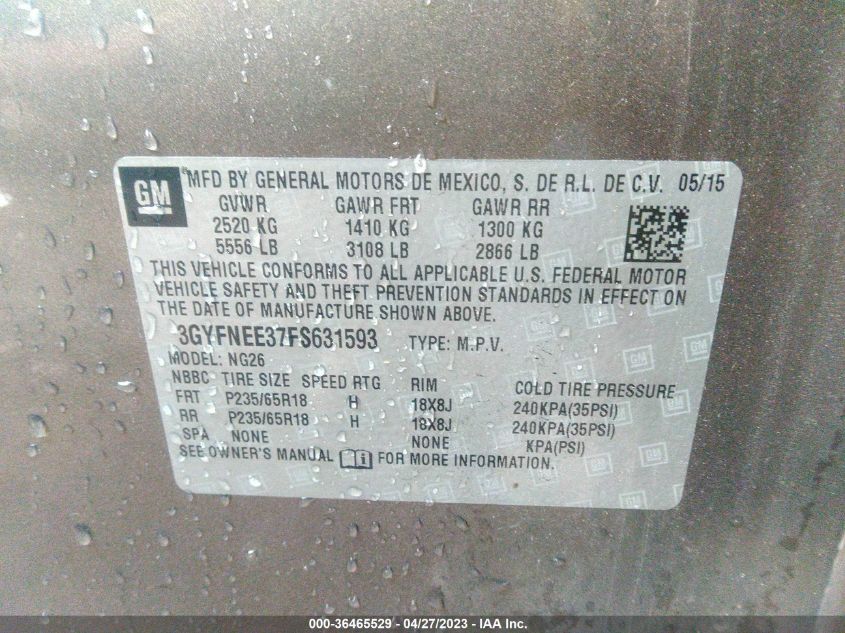 GM MFD BY GENERAL MOTORS DE MEXICO, S. DE R.L. DE C.V. 05/15
GVWR GAWR FRT GAWR RR
2520 KG 1410 KG 1300 KG
5556 LB 3108 LB 2866 LB
THIS VEHICLE CONFORMS TO ALL APPLICABLE U.S. FEDERAL MOTOR
VEHICLE SAFETY AND THEFT PREVENTION STANDARDS IN EFFECT ON
THE DATE OF MANUFACTURE SHOWN ABOVE.
3GYFNEE37FS631593 TYPE: M.P.V.
MODEL: NG26
NBBC TIRE SIZE SPEED RTG RIM COLD TIRE PRESSURE
FRT P235/65R18 H 18X8J 240KPA(35PSI)
RR P235/65R18 H 18X8J 240KPA(35PSI)
SPA NONE NONE KPA(PSI)
SEE OWNER'S MANUAL i FOR MORE INFORMATION.
000-36465529 - 04/27/2023 - IAA Inc.